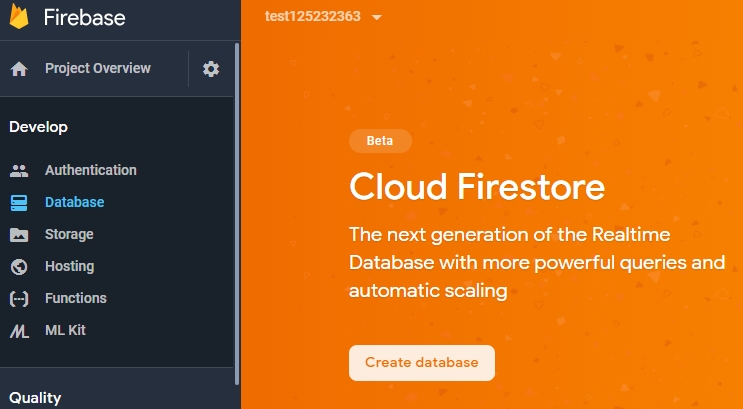 Firebase
Project Overview
Develop
Authentication
Database
Storage
Hosting
Functions
ML Kit
Quality
test125232363
Beta
Cloud Firestore
The next generation of the Realtime
Database with more powerful queries and
automatic scaling
Create database